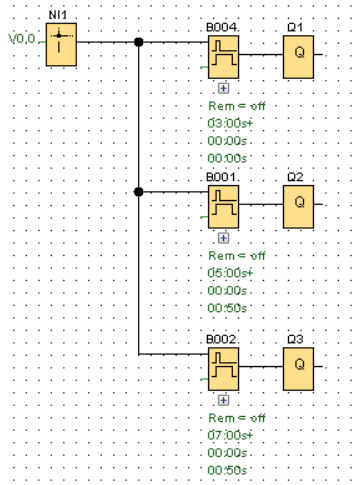 NI1
V0,0
B004
Q1
Q
Rem = off
03:00s+
00:00s
00:00s
B001
Q2
Q
Rem = off
05:00s+
00:00s
00:50s
B002
Q3
Q
Rem = off
07:00s+
00:00s
00:50s